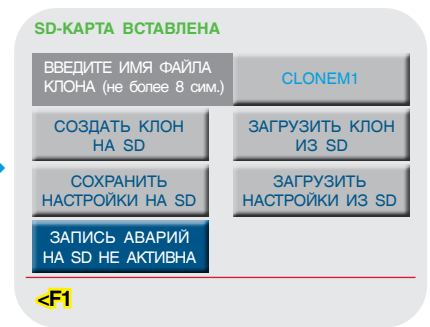 SD-КАРТА ВСТАВЛЕНА
ВВЕДИТЕ ИМЯ ФАЙЛА
КЛОНА (не более 8 сим.)
CLONEM1
СОЗДАТЬ КЛОН
НА SD
ЗАГРУЗИТЬ КЛОН
ИЗ SD
СОХРАНИТЬ
НАСТРОЙКИ НА SD
ЗАГРУЗИТЬ
НАСТРОЙКИ ИЗ SD
ЗАПИСЬ АВАРИЙ
НА SD НЕ АКТИВНА
<F1